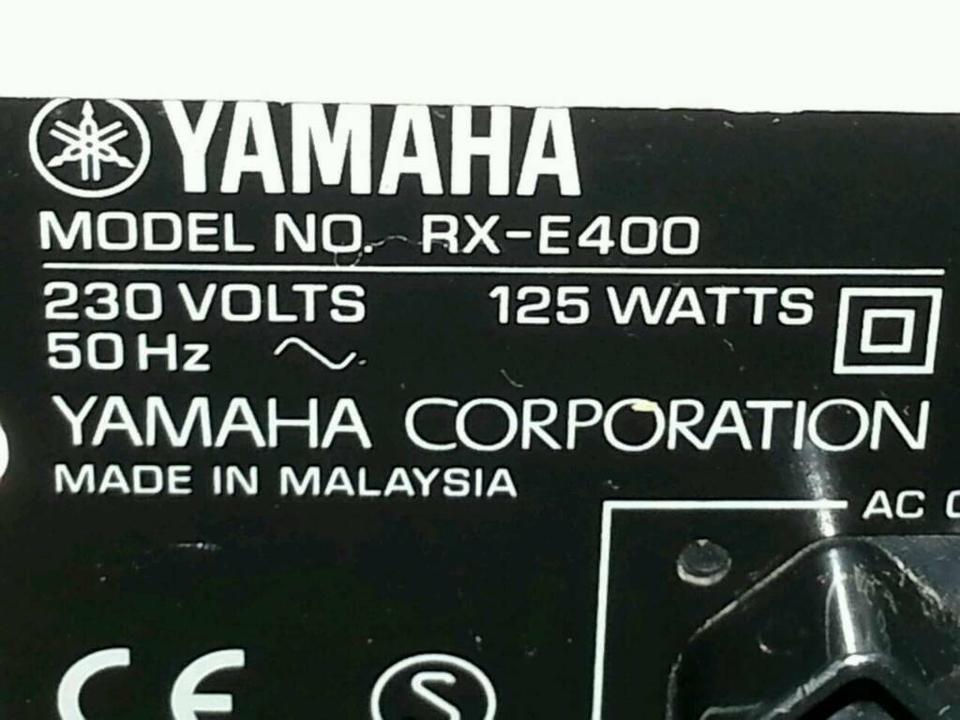 YAMAHA
MODEL NO. RX-E400
230 VOLTS 125 WATTS
50 Hz
YAMAHA CORPORATION
MADE IN MALAYSIA
AC
CE
S